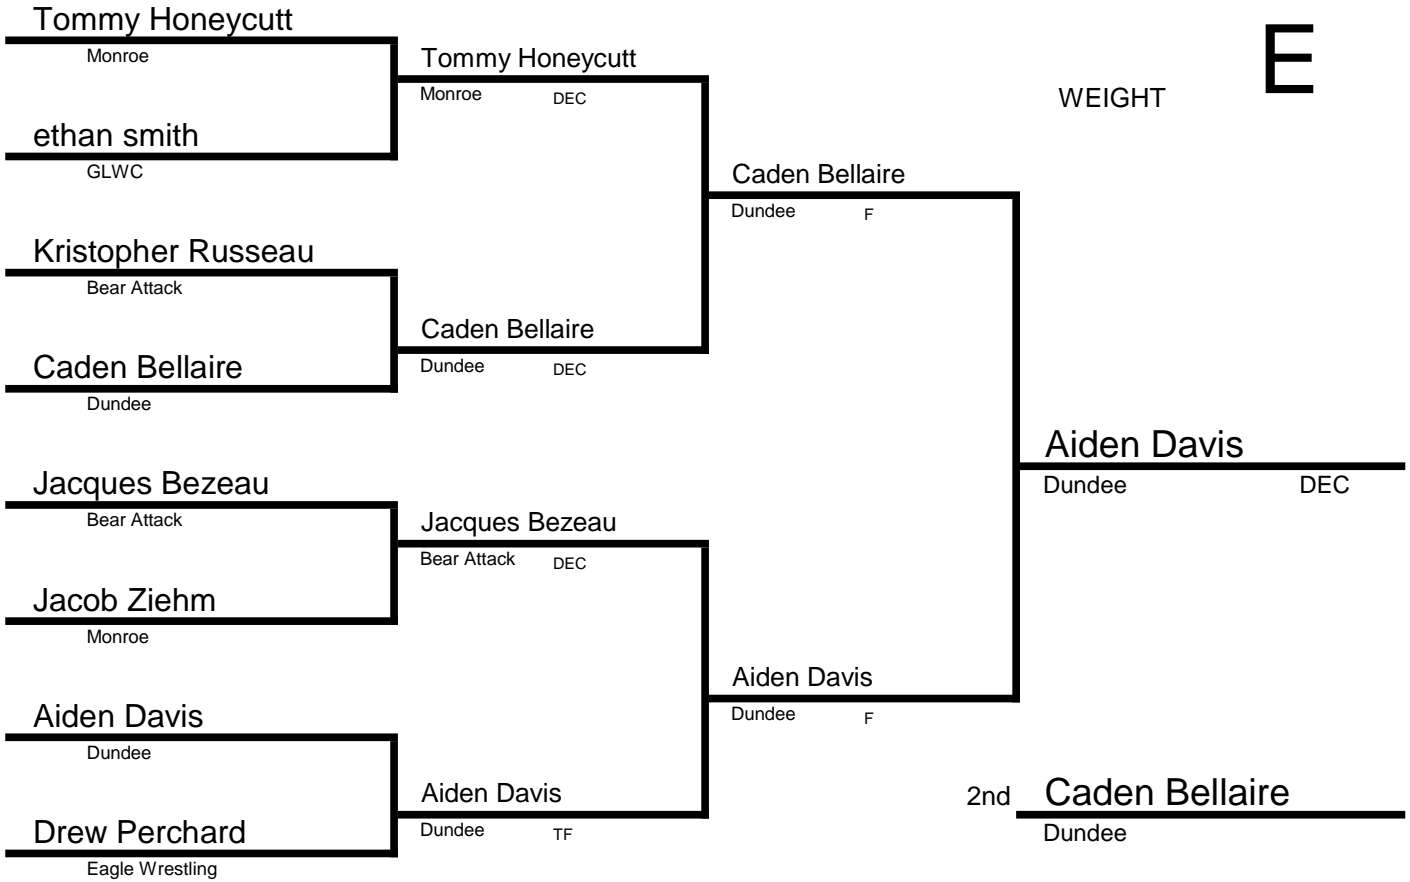 Tommy Honeycutt
Monroe
ethan smith
GLWC
Kristopher Russeau
Bear Attack
Caden Bellaire
Dundee
Jacques Bezeau
Bear Attack
Jacob Ziehm
Monroe
Aiden Davis
Dundee
Drew Perchard
Eagle Wrestling
Tommy Honeycutt
Monroe DEC
Caden Bellaire
Dundee DEC
Jacques Bezeau
Bear Attack DEC
Aiden Davis
Dundee TF
Caden Bellaire
Dundee F
Aiden Davis
Dundee F
WEIGHT E
Aiden Davis
Dundee DEC
2nd Caden Bellaire
Dundee